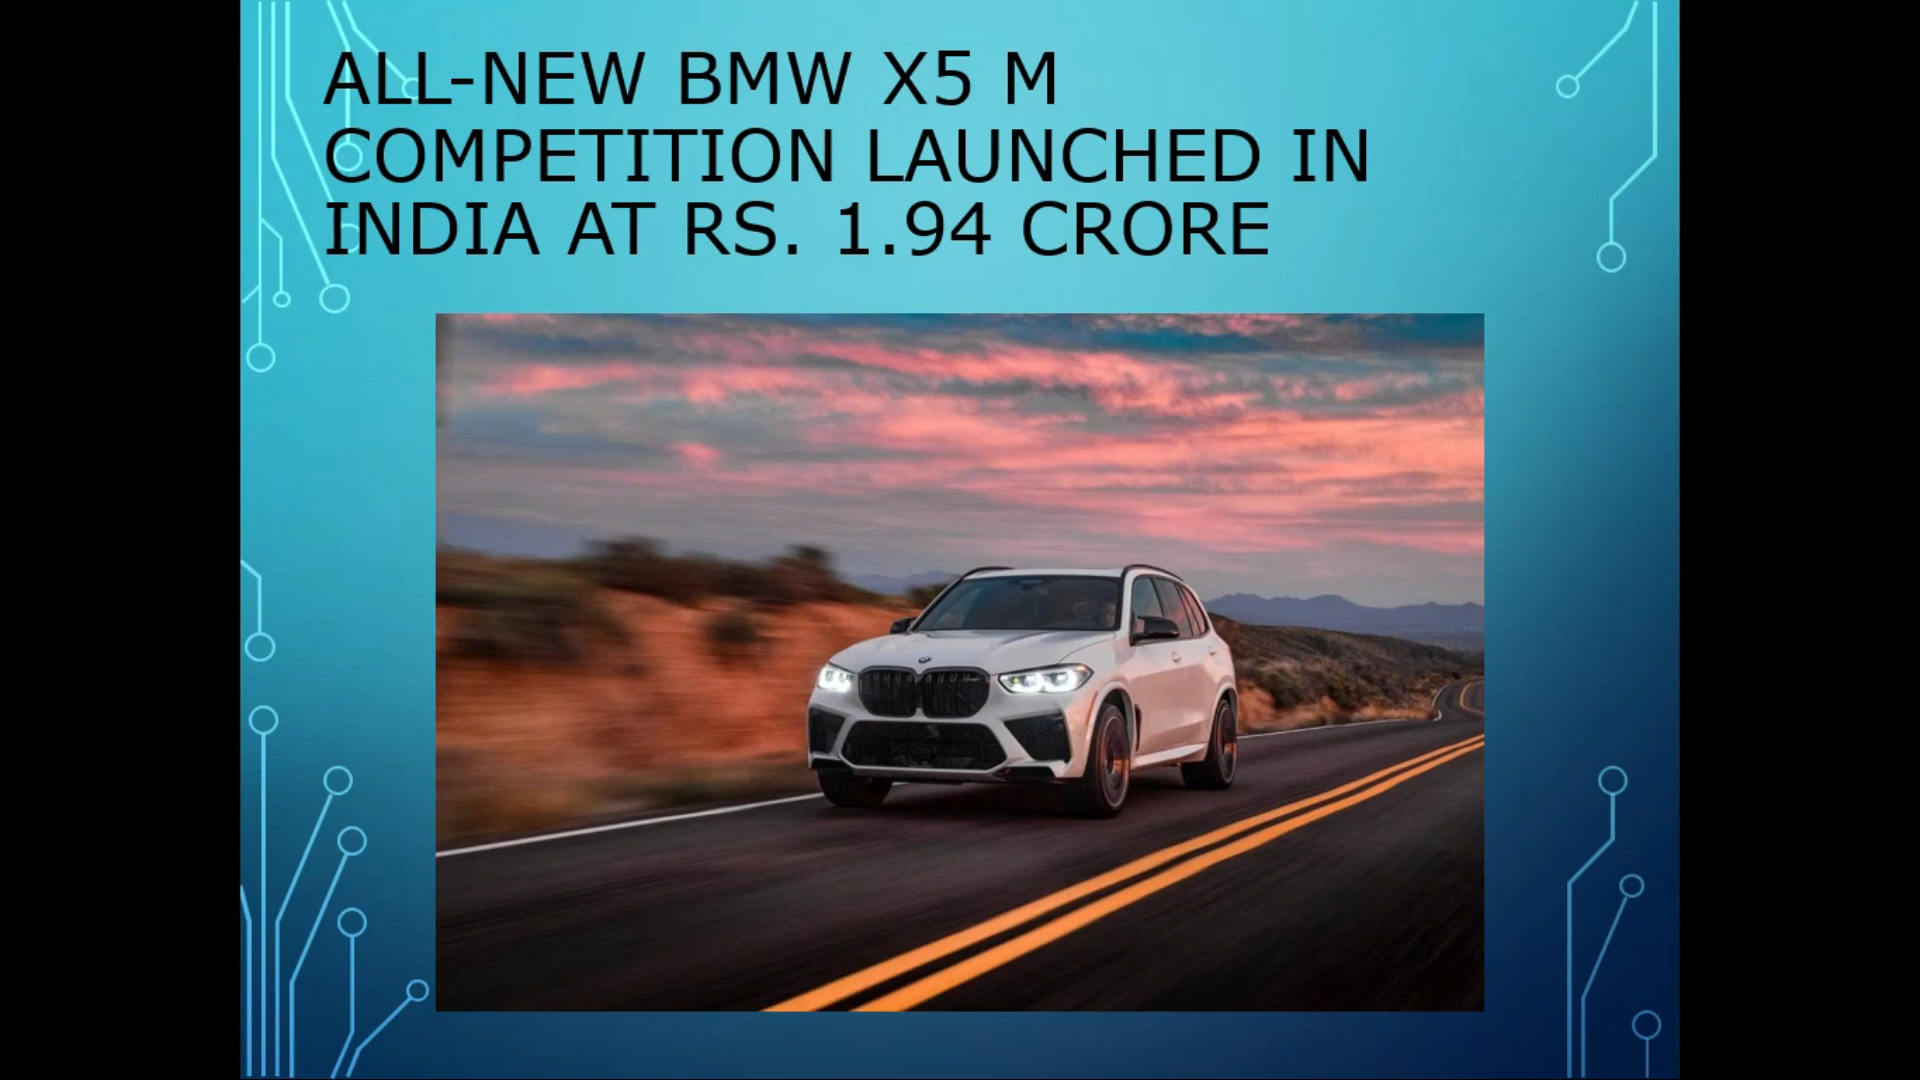 ALL-NEW BMW X5 M
COMPETITION LAUNCHED IN
INDIA AT RS. 1.94 CRORE